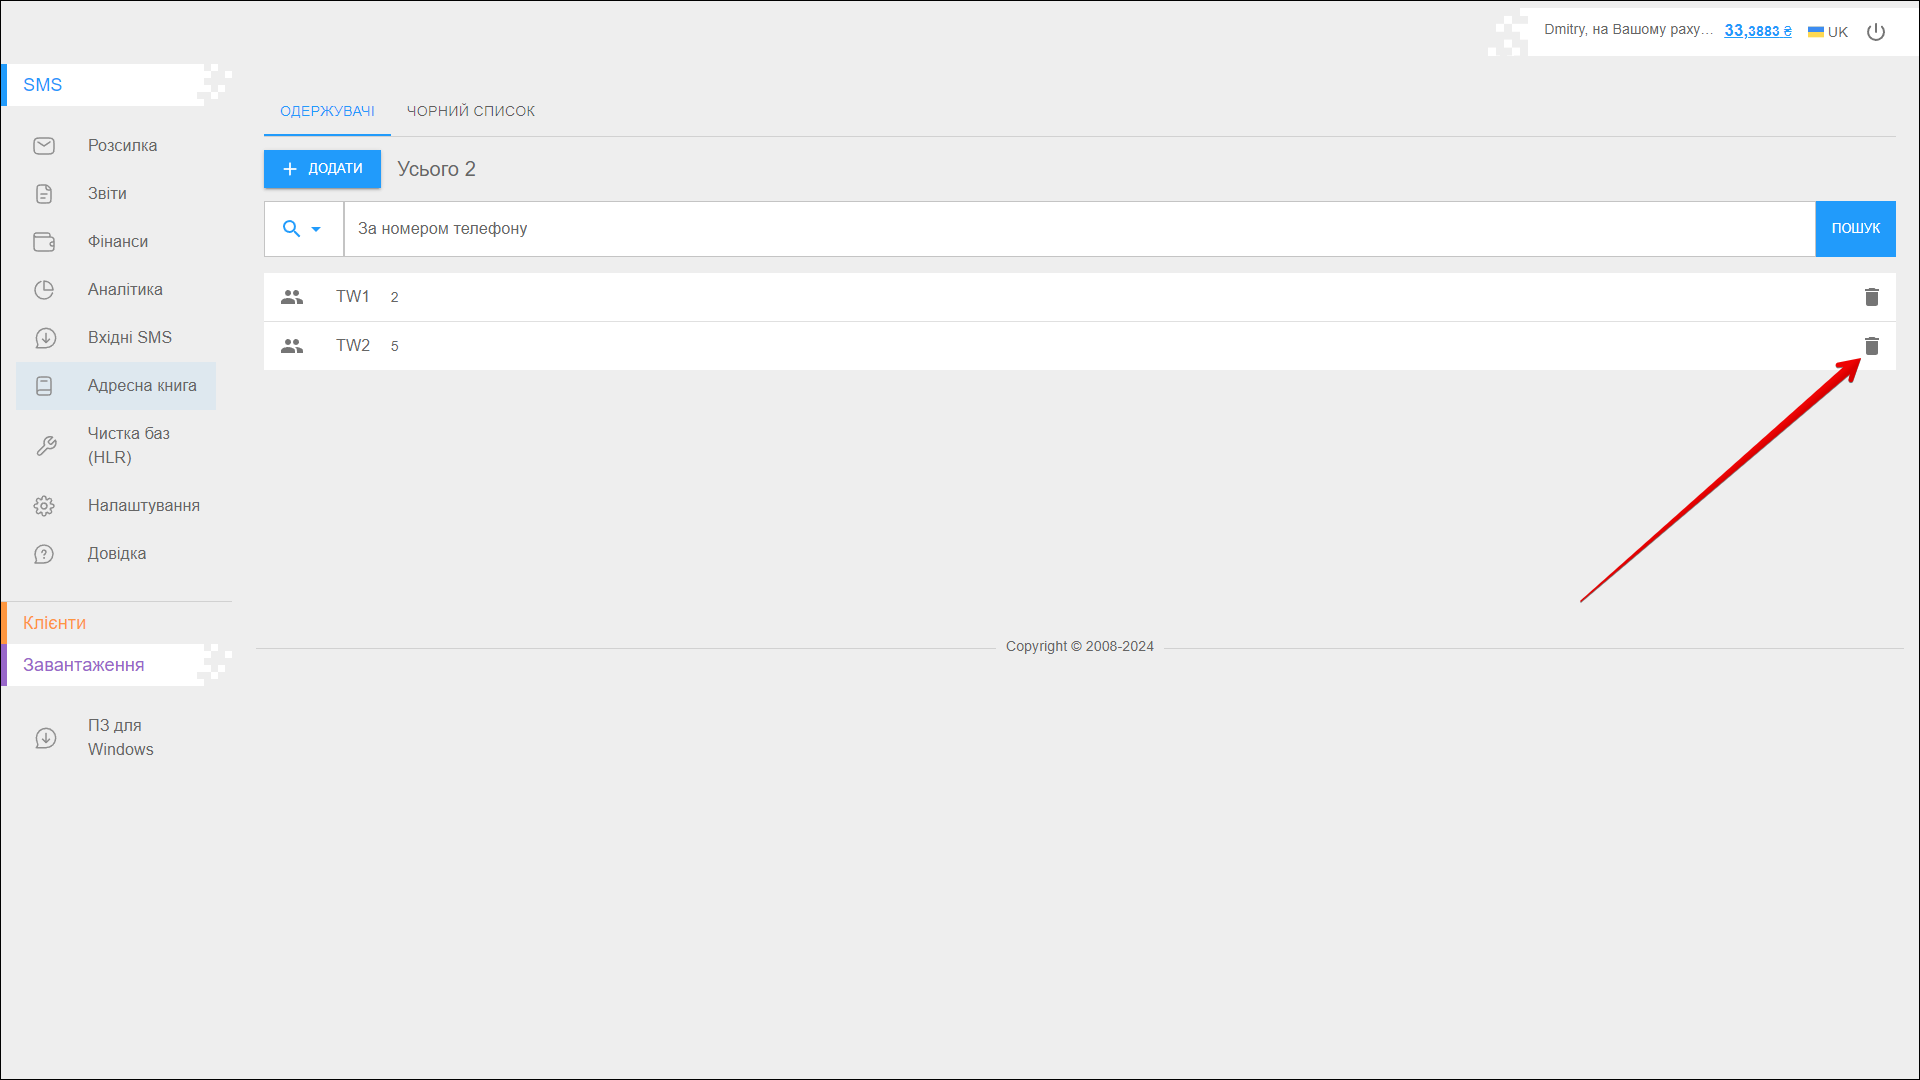 Dmitry, на Вашому раху... 33,3883 ₴ UK
SMS
Розсилка
Звіти
Фінанси
Аналітика
Вхідні SMS
Адресна книга
Чистка баз
(HLR)
Налаштування
Довідка
Клієнти
Завантаження
ПЗ для
Windows
ОДЕРЖУВАЧІ ЧОРНИЙ СПИСОК
+ ДОДАТИ Усього 2
За номером телефону ПОШУК
TW1 2
TW2 5
Copyright © 2008-2024